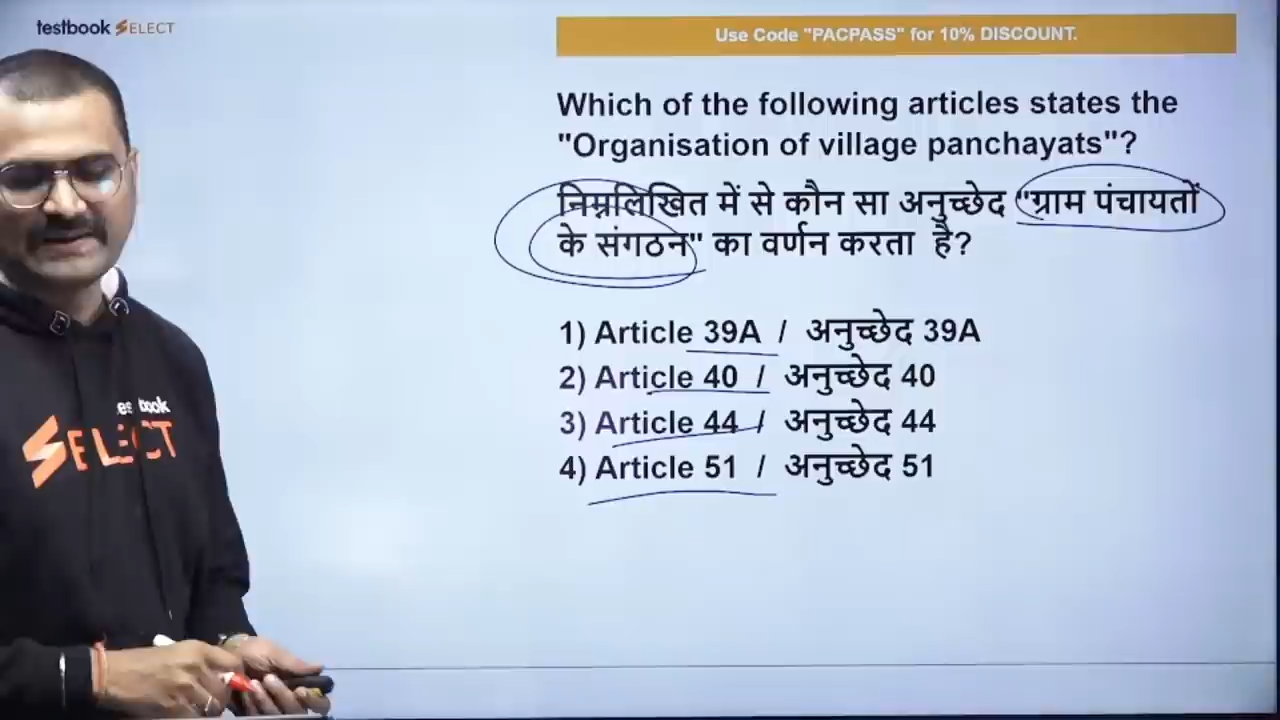 testbook SELECT
Use Code "PACPASS" for 10% DISCOUNT.
Which of the following articles states the
"Organisation of village panchayats"?
निम्नलिखित में से कौन सा अनुच्छेद "ग्राम पंचायतों
के संगठन" का वर्णन करता है?
1) Article 39A / अनुच्छेद 39A
2) Article 40 / अनुच्छेद 40
3) Article 44 / अनुच्छेद 44
4) Article 51 / अनुच्छेद 51
SELECT